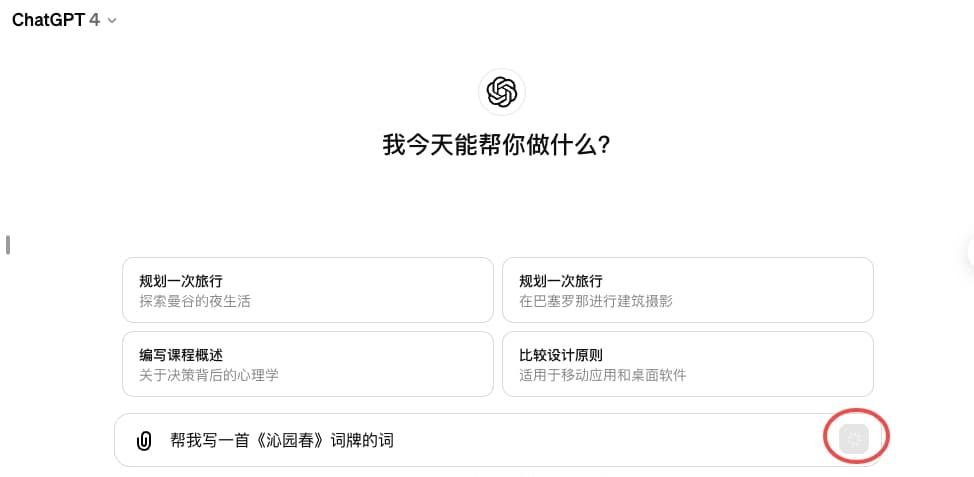 ChatGPT 4
我今天能帮你做什么?
规划一次旅行
探索曼谷的夜生活
规划一次旅行
在巴塞罗那进行建筑摄影
编写课程概述
关于决策背后的心理学
比较设计原则
适用于移动应用和桌面软件
帮我写一首《沁园春》词牌的词